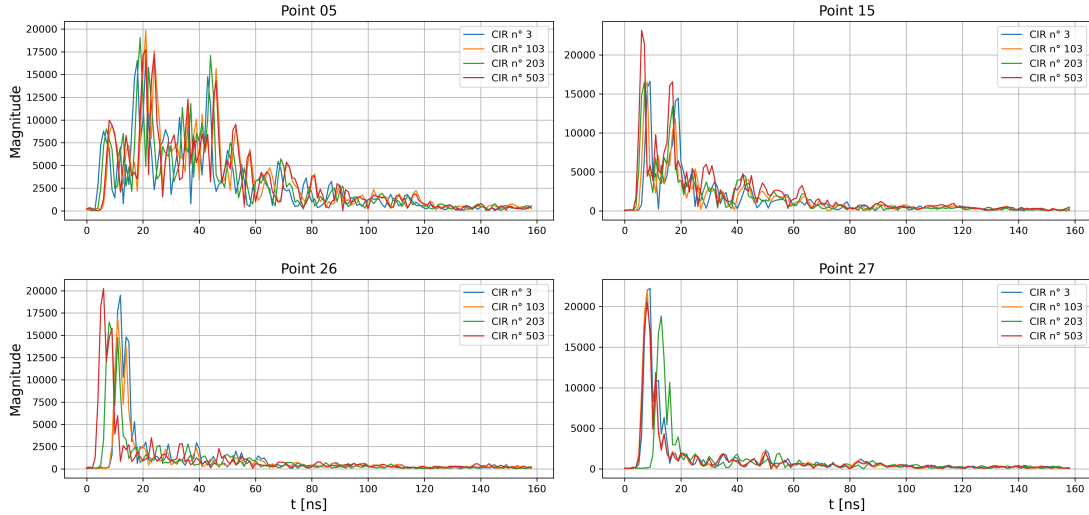 Point 05
Point 15
Magnitude
20000
17500
15000
12500
10000
7500
5000
2500
0
0 20 40 60 80 100 120 140 160
CIR n° 3
CIR n° 103
CIR n° 203
CIR n° 503
20000
15000
10000
5000
0
0 20 40 60 80 100 120 140 160
CIR n° 3
CIR n° 103
CIR n° 203
CIR n° 503
Point 26
Point 27
Magnitude
20000
17500
15000
12500
10000
7500
5000
2500
0
0 20 40 60 80 100 120 140 160
t [ns]
CIR n° 3
CIR n° 103
CIR n° 203
CIR n° 503
20000
15000
10000
5000
0
0 20 40 60 80 100 120 140 160
t [ns]
CIR n° 3
CIR n° 103
CIR n° 203
CIR n° 503